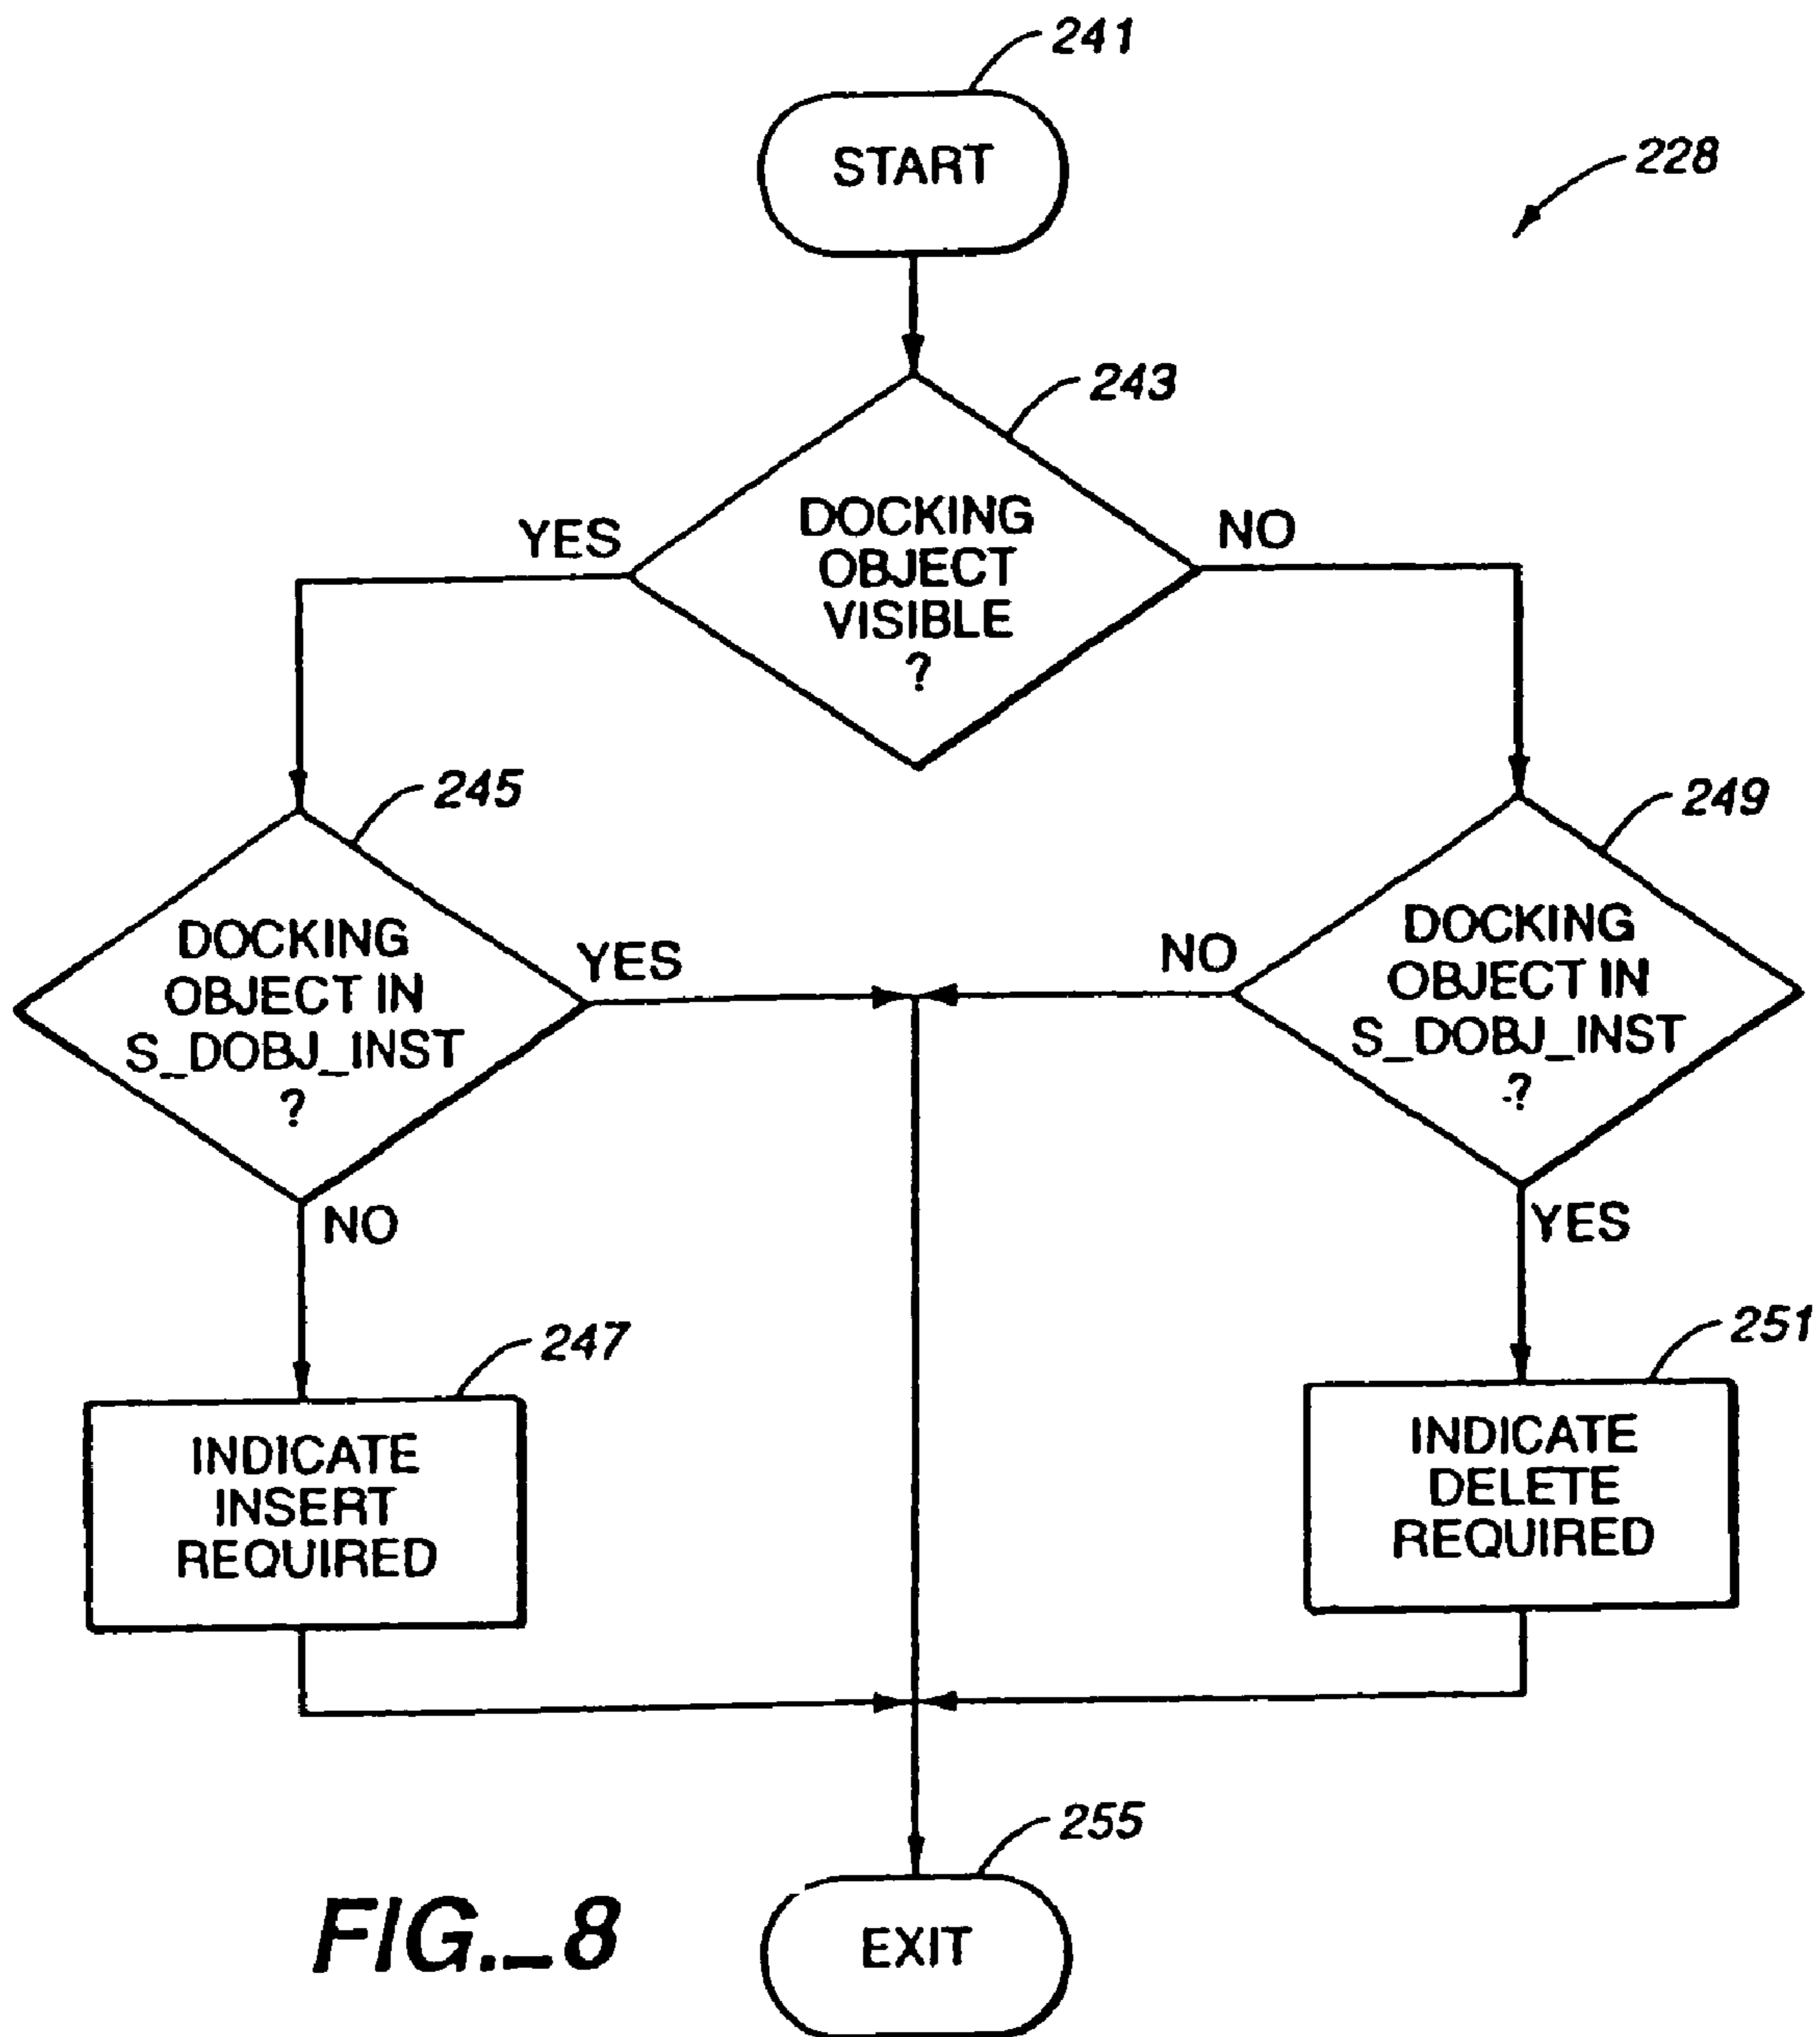 241
START
228
243
DOCKING
OBJECT
VISIBLE
?
YES
NO
245
DOCKING
OBJECT IN
S_DOBJ_INST
?
YES
NO
249
DOCKING
OBJECT IN
S_DOBJ_INST
?
NO
YES
247
INDICATE
INSERT
REQUIRED
251
INDICATE
DELETE
REQUIRED
255
EXIT
FIG._8